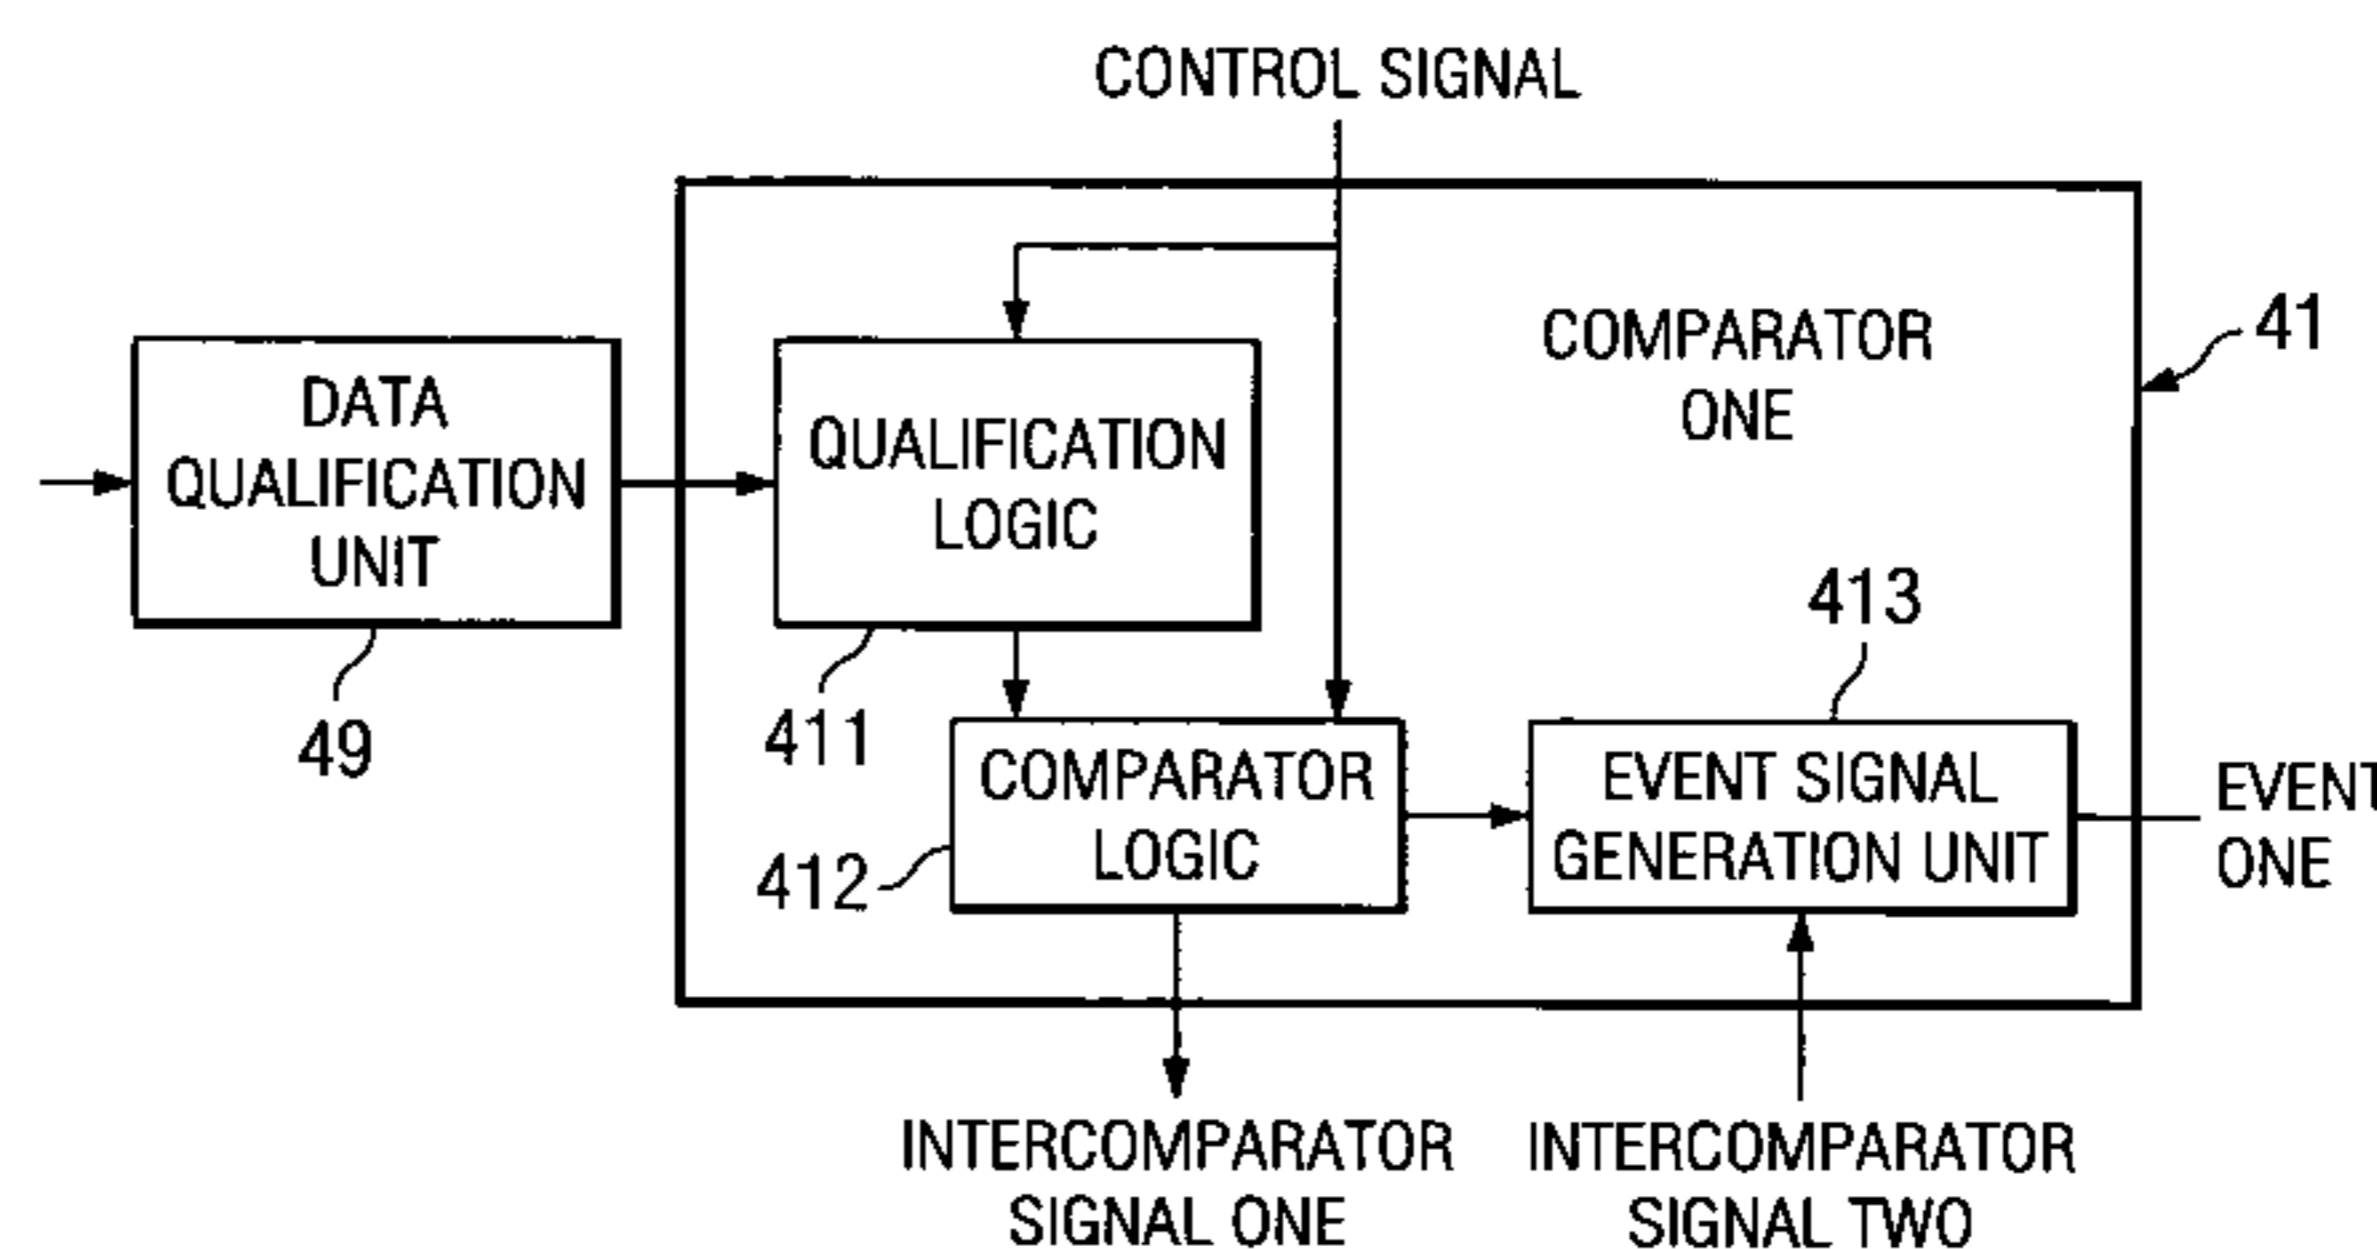 CONTROL SIGNAL
COMPARATOR
ONE
41
DATA
QUALIFICATION
UNIT
49
QUALIFICATION
LOGIC
411
413
COMPARATOR
LOGIC
412
EVENT SIGNAL
GENERATION UNIT
EVENT
ONE
INTERCOMPARATOR
SIGNAL ONE
INTERCOMPARATOR
SIGNAL TWO